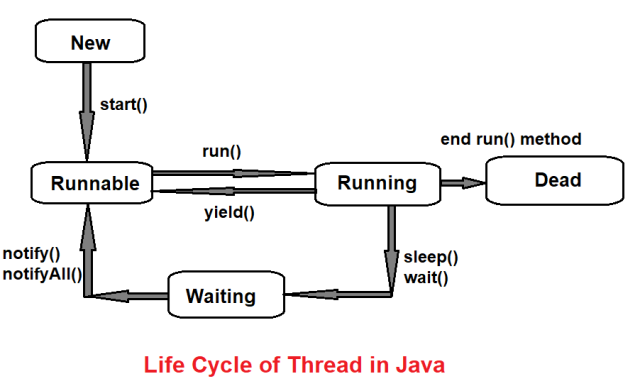 New
start()
run()
end run() method
Runnable
Running
Dead
yield()
notify()
notifyAll()
sleep()
wait()
Waiting
Life Cycle of Thread in Java